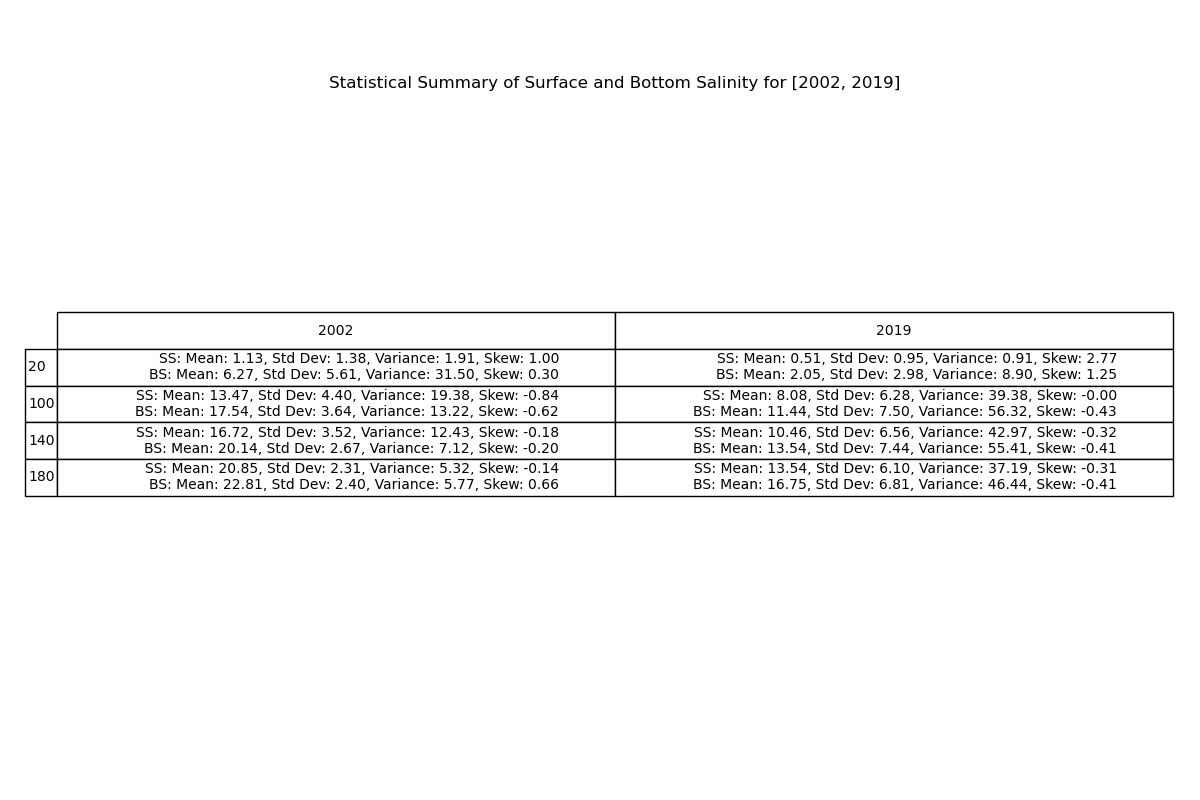 Statistical Summary of Surface and Bottom Salinity for [2002, 2019]
2002 2019
20
SS: Mean: 1.13, Std Dev: 1.38, Variance: 1.91, Skew: 1.00
BS: Mean: 6.27, Std Dev: 5.61, Variance: 31.50, Skew: 0.30
SS: Mean: 0.51, Std Dev: 0.95, Variance: 0.91, Skew: 2.77
BS: Mean: 2.05, Std Dev: 2.98, Variance: 8.90, Skew: 1.25
100
SS: Mean: 13.47, Std Dev: 4.40, Variance: 19.38, Skew: -0.84
BS: Mean: 17.54, Std Dev: 3.64, Variance: 13.22, Skew: -0.62
SS: Mean: 8.08, Std Dev: 6.28, Variance: 39.38, Skew: -0.00
BS: Mean: 11.44, Std Dev: 7.50, Variance: 56.32, Skew: -0.43
140
SS: Mean: 16.72, Std Dev: 3.52, Variance: 12.43, Skew: -0.18
BS: Mean: 20.14, Std Dev: 2.67, Variance: 7.12, Skew: -0.20
SS: Mean: 10.46, Std Dev: 6.56, Variance: 42.97, Skew: -0.32
BS: Mean: 13.54, Std Dev: 7.44, Variance: 55.41, Skew: -0.41
180
SS: Mean: 20.85, Std Dev: 2.31, Variance: 5.32, Skew: -0.14
BS: Mean: 22.81, Std Dev: 2.40, Variance: 5.77, Skew: 0.66
SS: Mean: 13.54, Std Dev: 6.10, Variance: 37.19, Skew: -0.31
BS: Mean: 16.75, Std Dev: 6.81, Variance: 46.44, Skew: -0.41